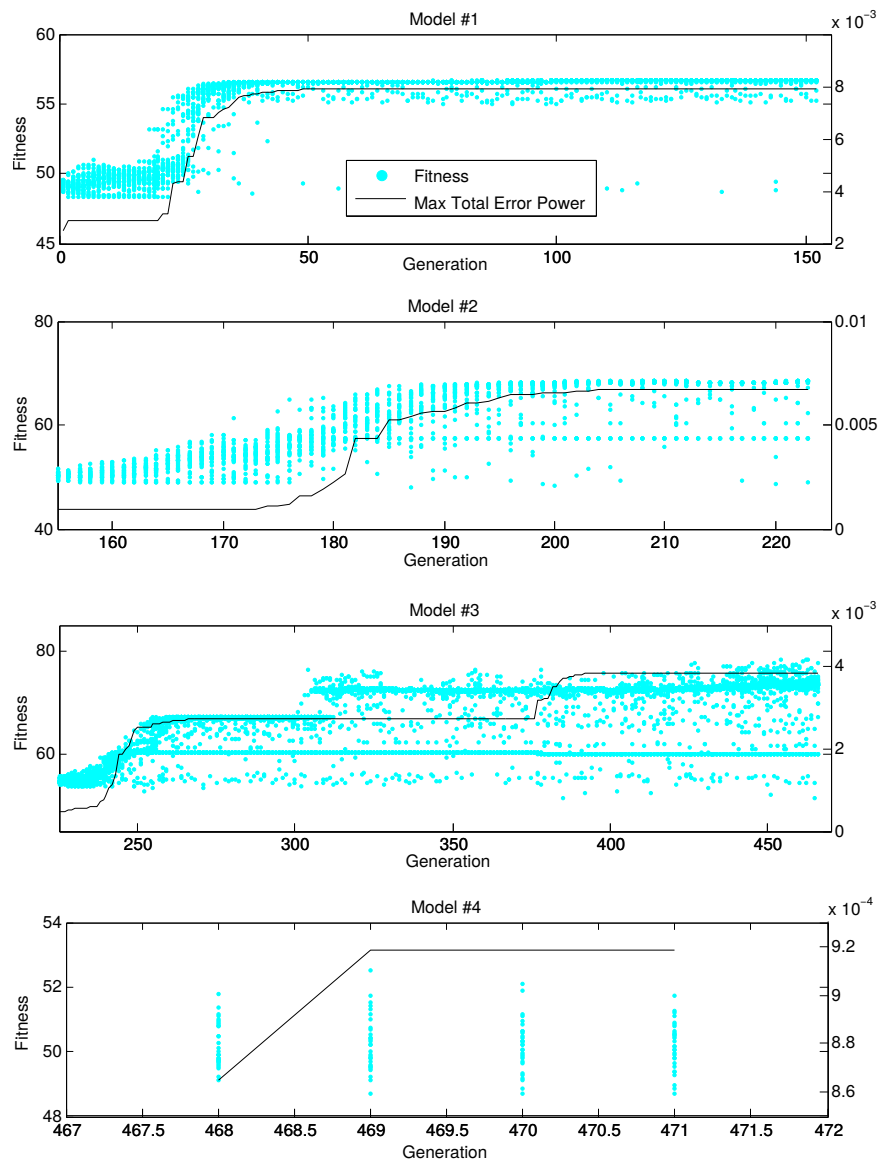 Model #1
x 10⁻³
60
55
50
45
Fitness
10
8
6
4
2
Fitness
Max Total Error Power
0 50 100 150
Generation
Model #2
80
60
40
Fitness
0.01
0.005
0
160 170 180 190 200 210 220
Generation
Model #3
x 10⁻³
80
60
Fitness
4
2
0
250 300 350 400 450
Generation
Model #4
x 10⁻⁴
54
53
52
51
50
49
48
Fitness
9.2
9
8.8
8.6
467 467.5 468 468.5 469 469.5 470 470.5 471 471.5 472
Generation